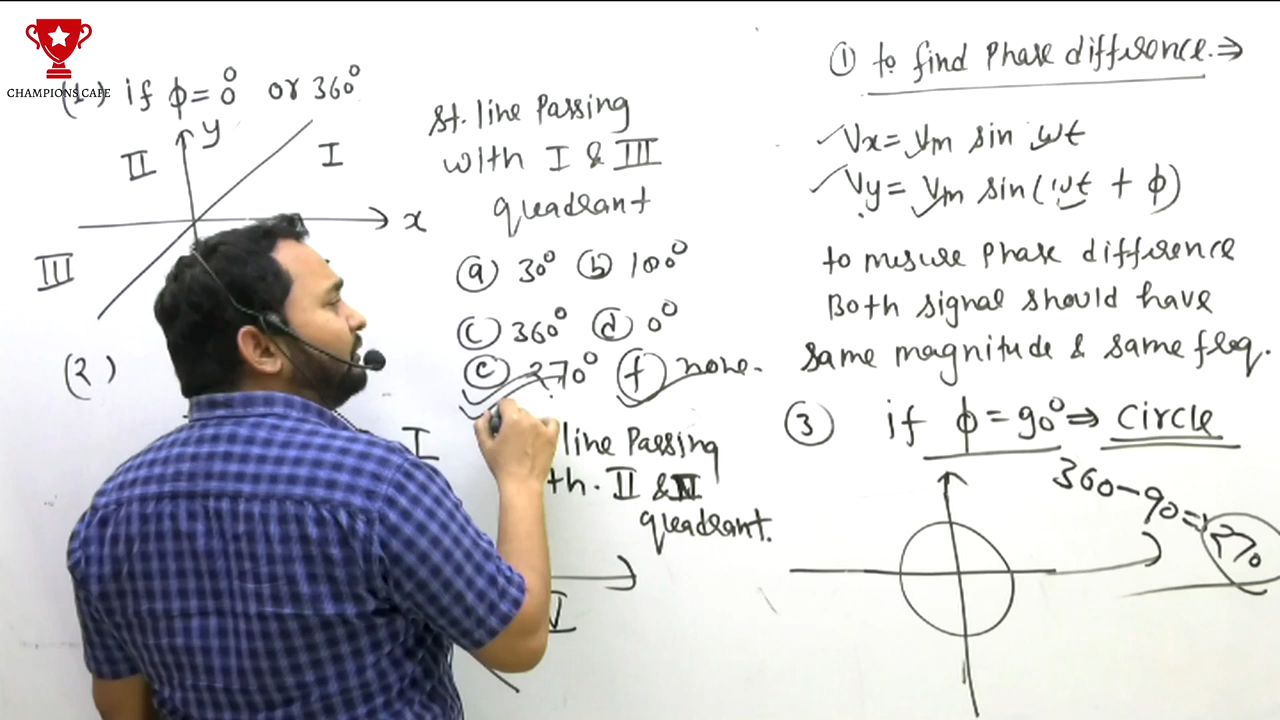 CHAMPIONS CAFE
(1) if ϕ = 0° or 360°
y
II
I
x
III
St. line Passing
with I & III
quadrant
(a) 30° (b) 100°
(c) 360° (d) 0°
(e) 270° (f) none.
(2)
I
line Passing
th. II & IV
quadrant.
V
① to find Phase difference. ⇒
Vx = Vm sin ωt
Vy = Vm sin (ωt + ϕ)
to mesure Phase difference
Both signal should have
same magnitude & same freq.
③ if ϕ = 90° ⇒ circle
360 - 90 = 270